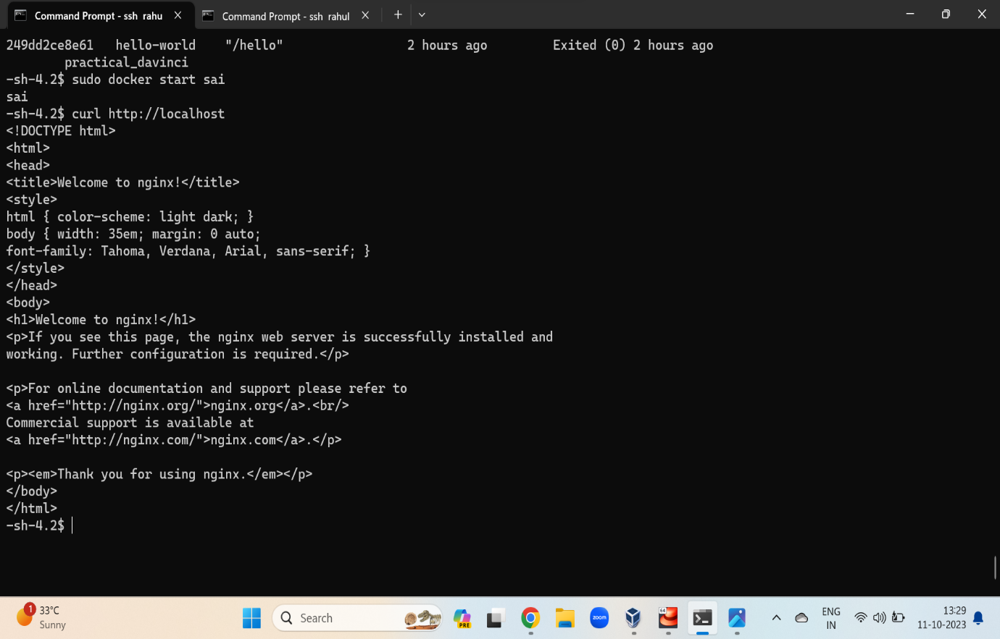 Command Prompt - ssh rahu
Command Prompt - ssh rahul
249dd2ce8e61 hello-world "/hello" 2 hours ago Exited (0) 2 hours ago
practical_davinci
-sh-4.2$ sudo docker start sai
sai
-sh-4.2$ curl http://localhost
<!DOCTYPE html>
<html>
<head>
<title>Welcome to nginx!</title>
<style>
html { color-scheme: light dark; }
body { width: 35em; margin: 0 auto;
font-family: Tahoma, Verdana, Arial, sans-serif; }
</style>
</head>
<body>
<h1>Welcome to nginx!</h1>
<p>If you see this page, the nginx web server is successfully installed and
working. Further configuration is required.</p>
<p>For online documentation and support please refer to
<a href="http://nginx.org/">nginx.org</a>.<br/>
Commercial support is available at
<a href="http://nginx.com/">nginx.com</a>.</p>
<p><em>Thank you for using nginx.</em></p>
</body>
</html>
-sh-4.2$
1
33°C
Sunny
Search
PRE
zoom
64
ENG
IN
13:29
11-10-2023